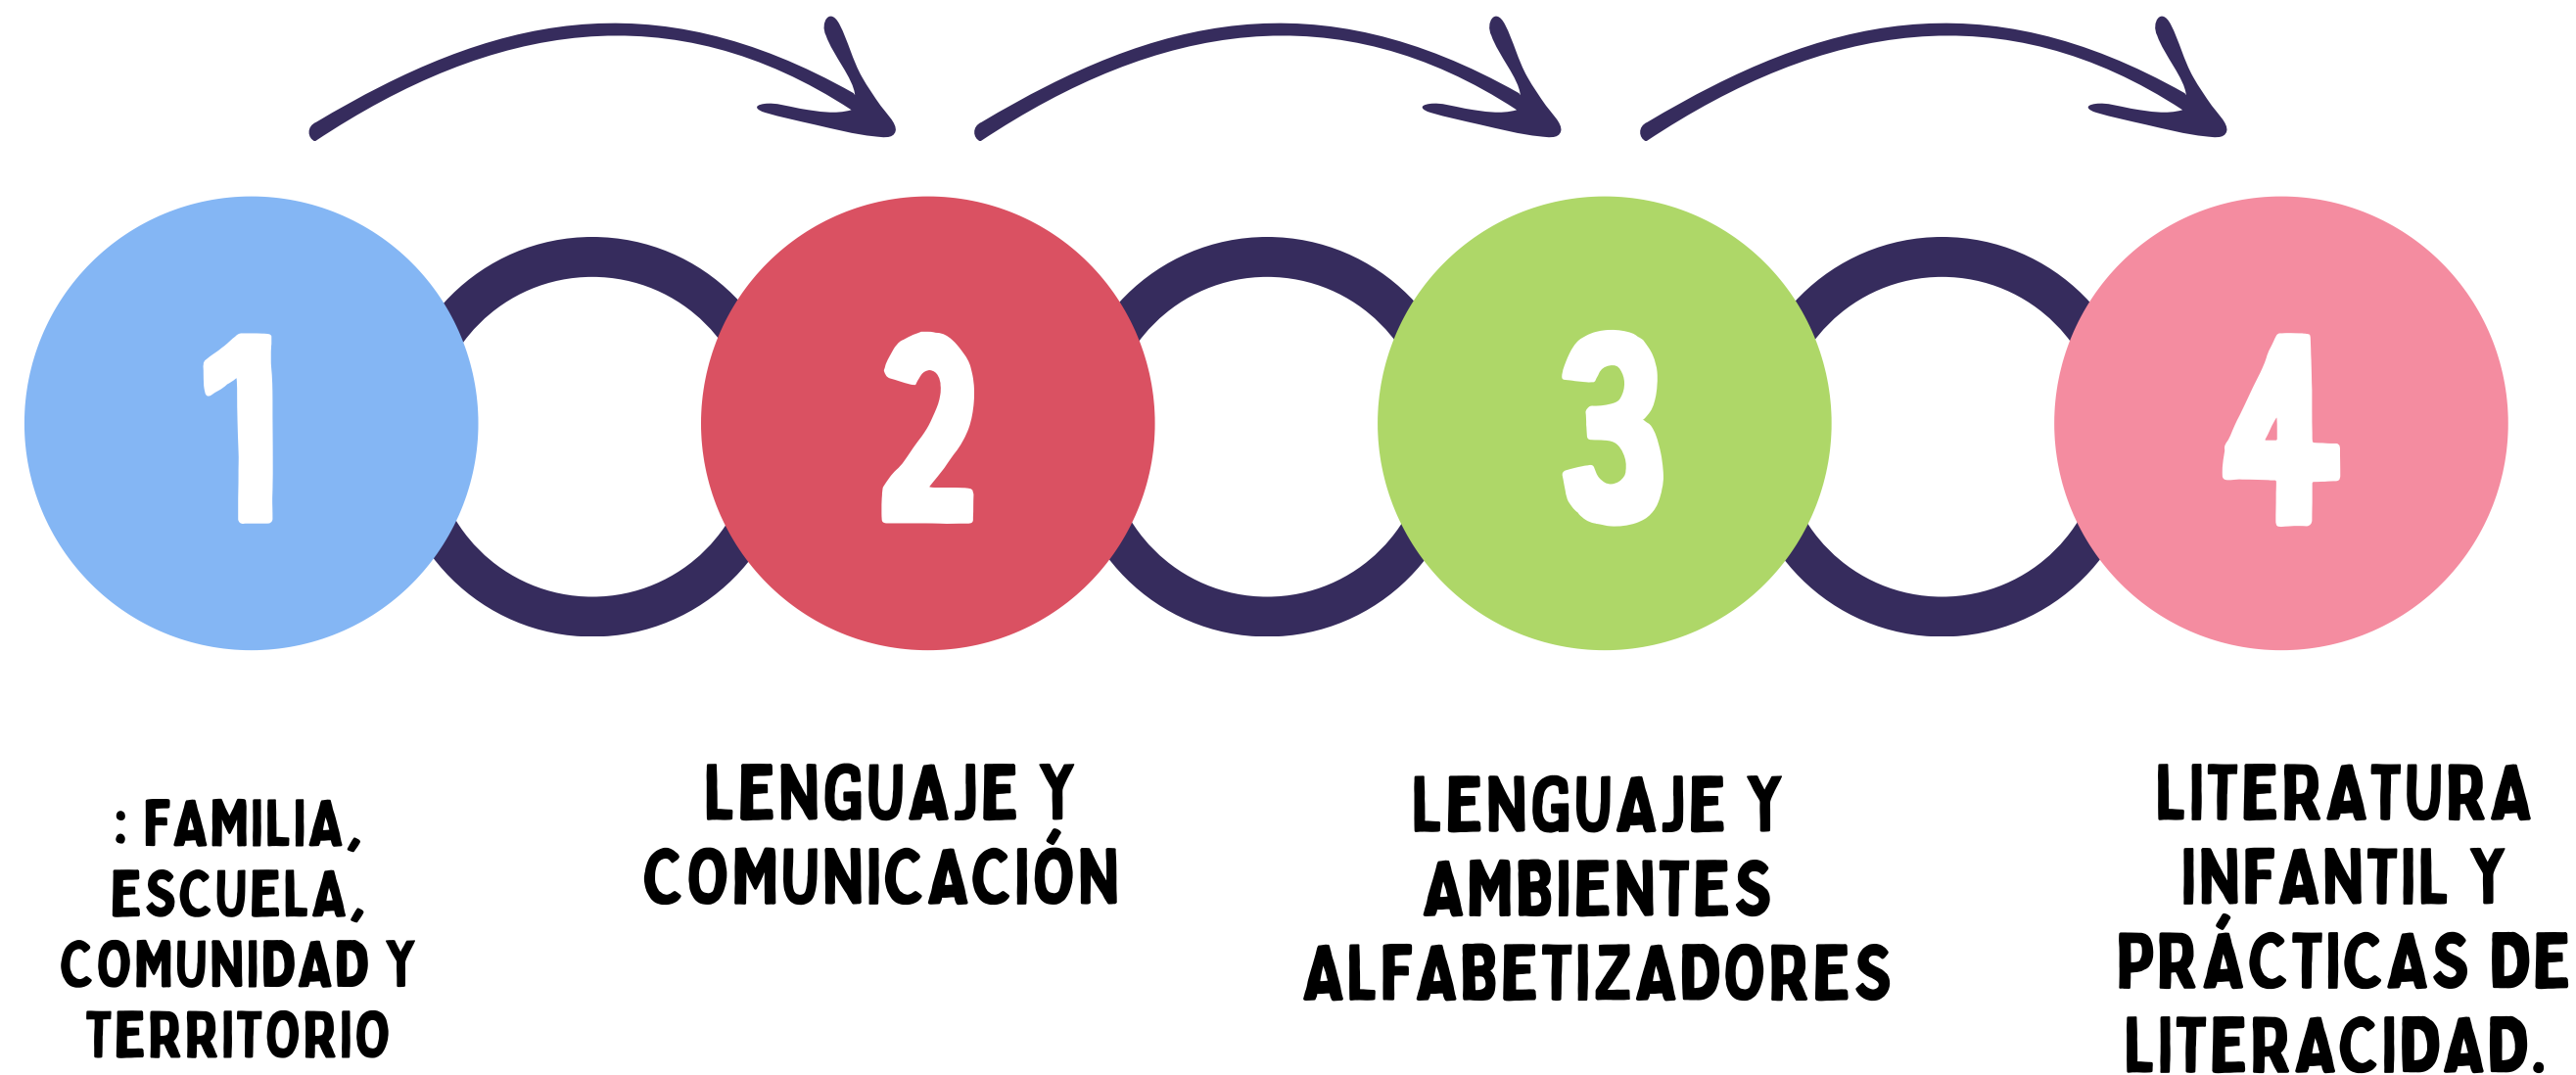 1
2
3
4
: FAMILIA,
ESCUELA,
COMUNIDAD Y
TERRITORIO
LENGUAJE Y
COMUNICACIÓN
LENGUAJE Y
AMBIENTES
ALFABETIZADORES
LITERATURA
INFANTIL Y
PRÁCTICAS DE
LITERACIDAD.